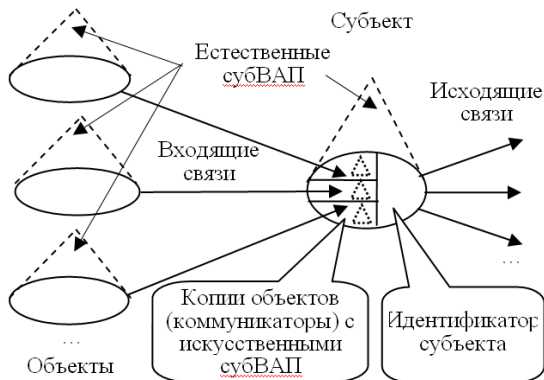 Субъект
Естественные
субВАП
Исходящие
связи
Входящие
связи
...
Копии объектов
(коммуникаторы) с
искусственными
субВАП
Идентификатор
субъекта
...
Объекты